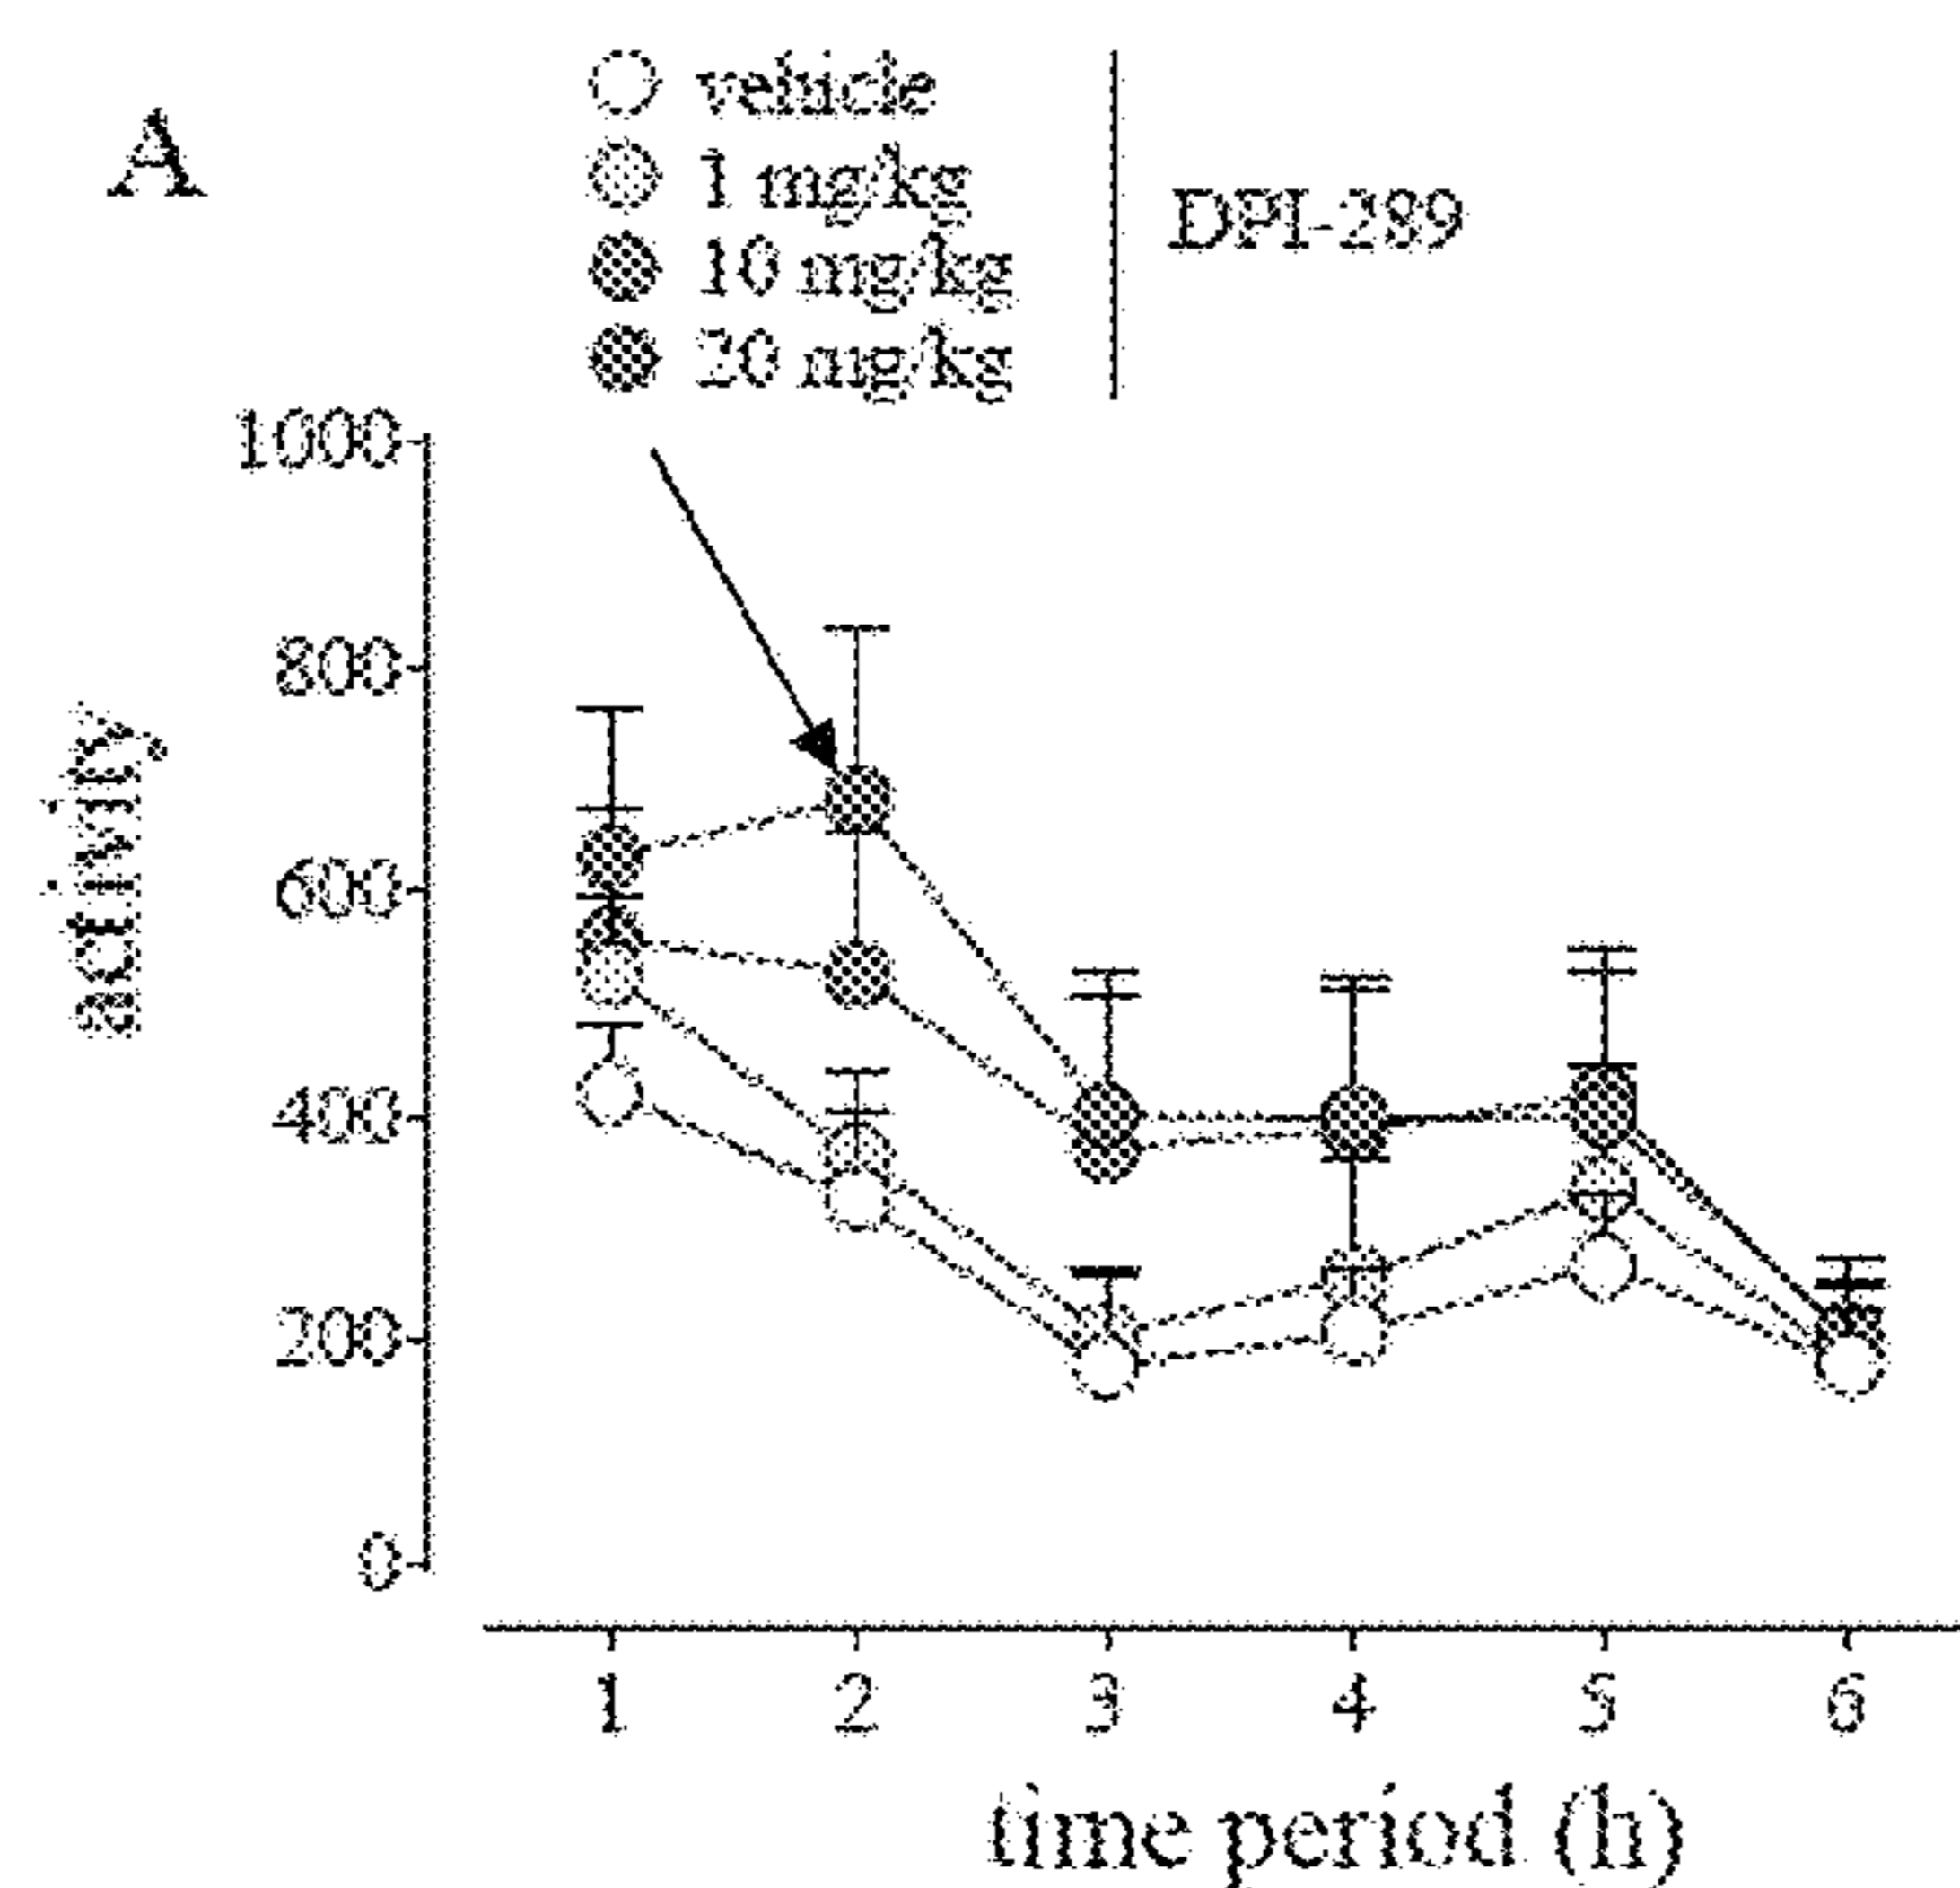 A
vehicle
1 mg/kg
10 mg/kg
20 mg/kg
DPI-289
1000
800
600
400
200
0
activity
1 2 3 4 5 6
time period (h)